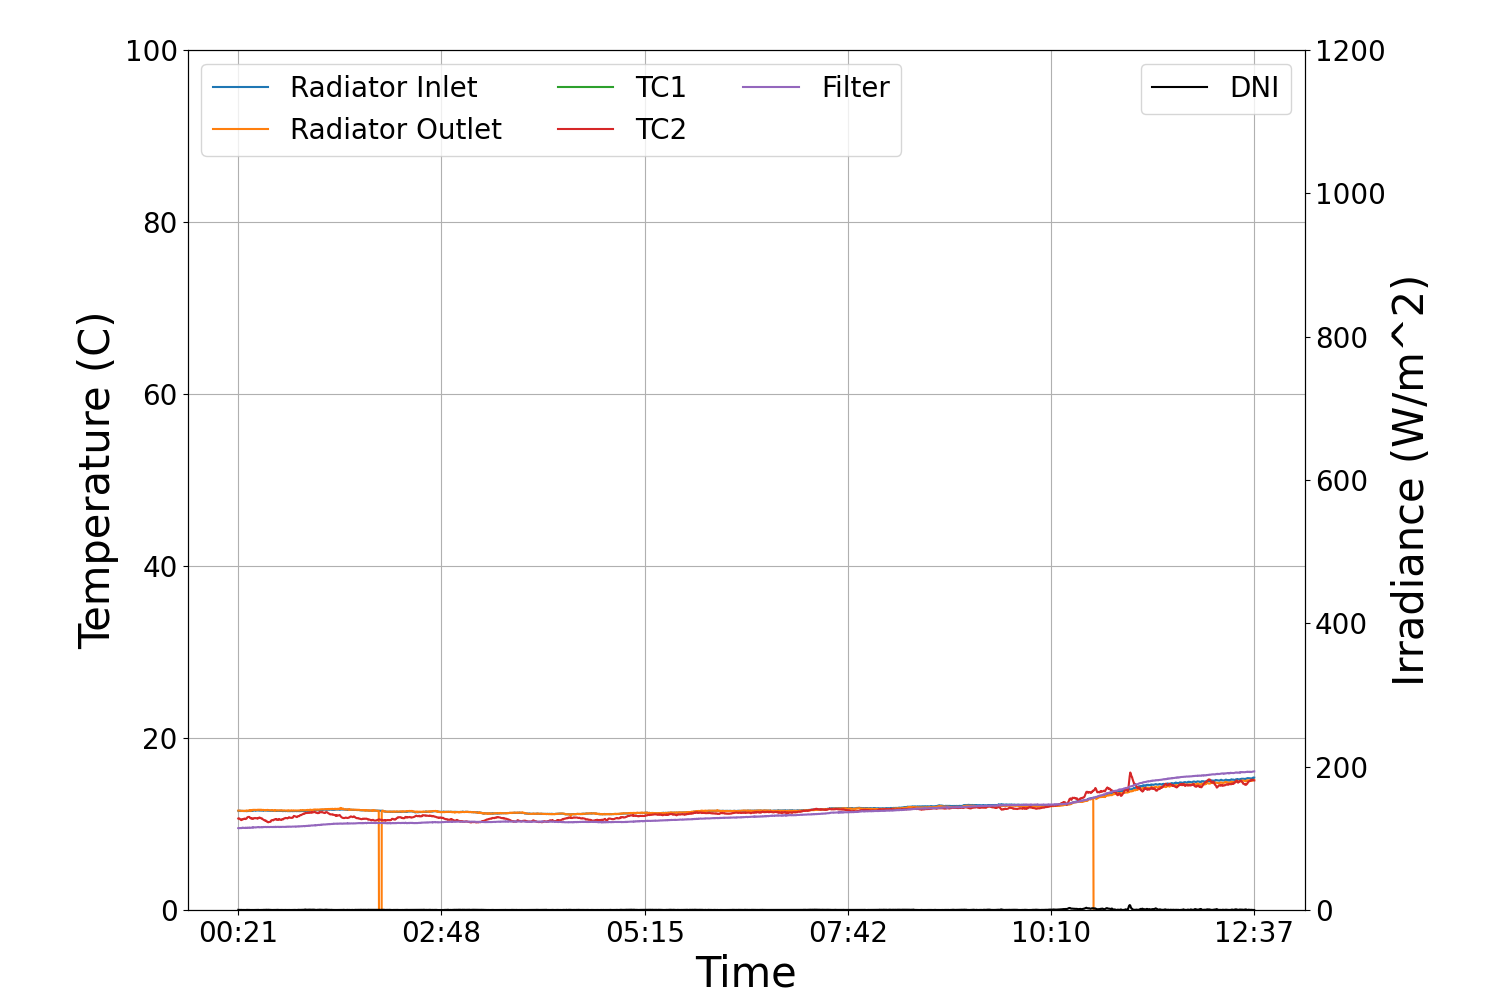 Radiator Inlet
Radiator Outlet
TC1
TC2
Filter
DNI
100
80
60
40
20
0
Temperature (C)
1200
1000
800
600
400
200
0
Irradiance (W/m^2)
00:21 02:48 05:15 07:42 10:10 12:37
Time